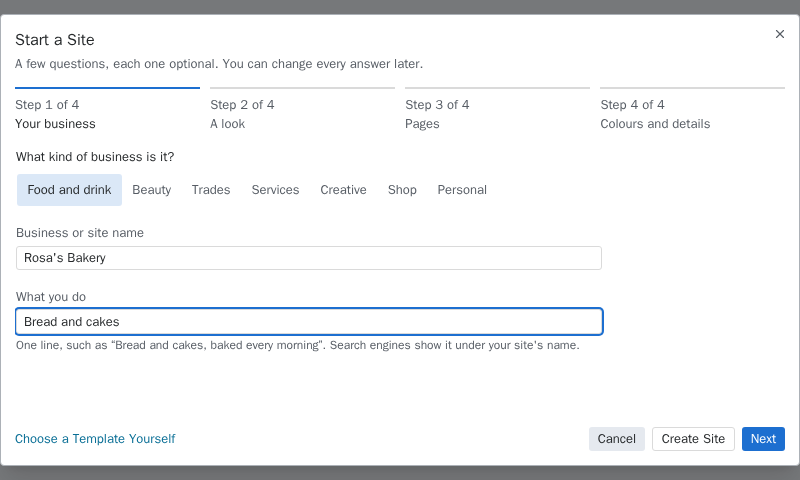 Start a Site
×
A few questions, each one optional. You can change every answer later.
Step 1 of 4
Your business
Step 2 of 4
A look
Step 3 of 4
Pages
Step 4 of 4
Colours and details
What kind of business is it?
Food and drink Beauty Trades Services Creative Shop Personal
Business or site name
Rosa's Bakery
What you do
Bread and cakes
One line, such as “Bread and cakes, baked every morning”. Search engines show it under your site's name.
Choose a Template Yourself
Cancel Create Site Next